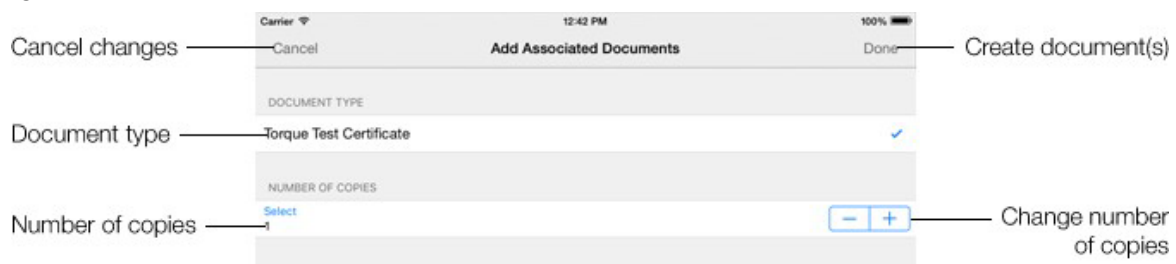 Carrier 12:42 PM 100%
Cancel changes Cancel Add Associated Documents Done Create document(s)
DOCUMENT TYPE
Document type Torque Test Certificate
NUMBER OF COPIES
Select
Number of copies 1 − + Change number
of copies